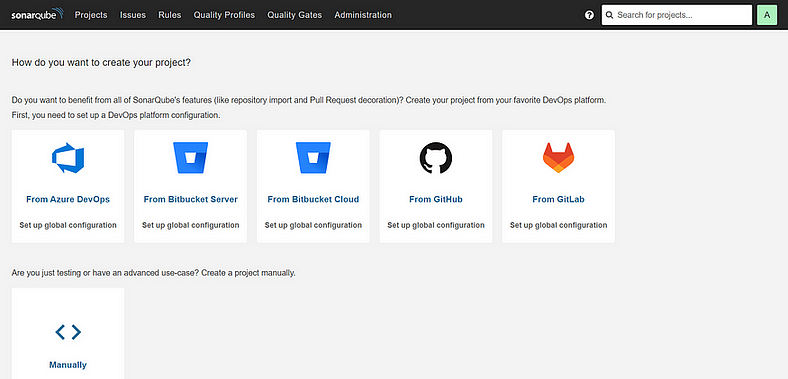 sonarqube Projects Issues Rules Quality Profiles Quality Gates Administration ? Search for projects... A
How do you want to create your project?
Do you want to benefit from all of SonarQube's features (like repository import and Pull Request decoration)? Create your project from your favorite DevOps platform.
First, you need to set up a DevOps platform configuration.
From Azure DevOps From Bitbucket Server From Bitbucket Cloud From GitHub From GitLab
Set up global configuration Set up global configuration Set up global configuration Set up global configuration Set up global configuration
Are you just testing or have an advanced use-case? Create a project manually.
Manually